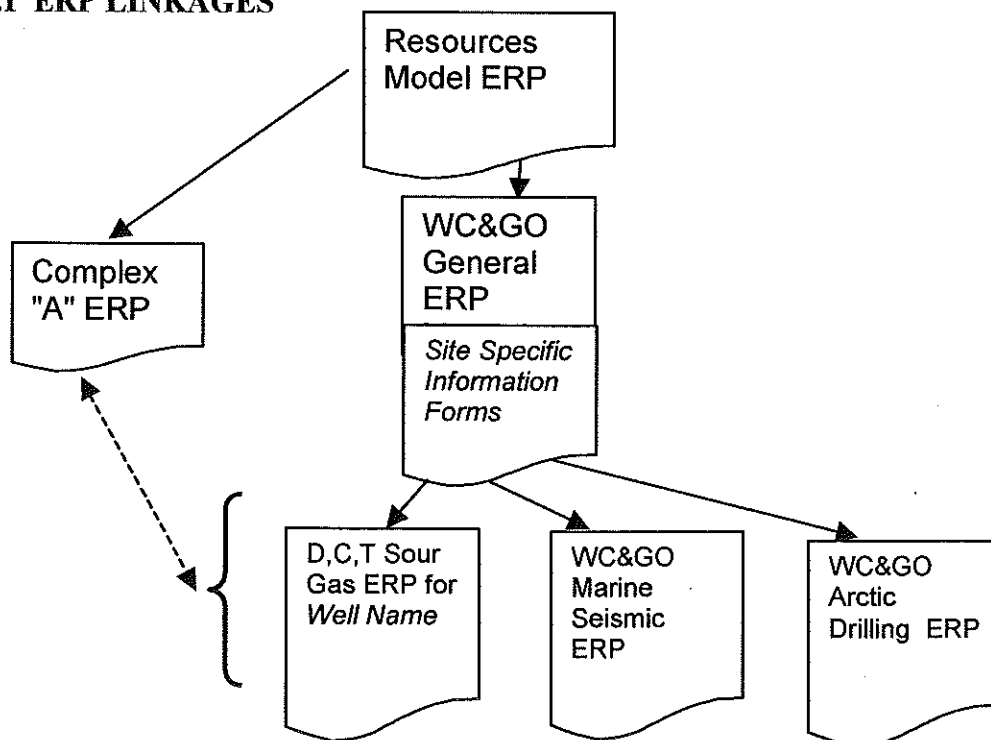 ERP LINKAGES
Resources
Model ERP
WC&GO
General
ERP
Complex
"A" ERP
Site Specific
Information
Forms
D,C,T Sour
Gas ERP for
Well Name
WC&GO
Marine
Seismic
ERP
WC&GO
Arctic
Drilling ERP